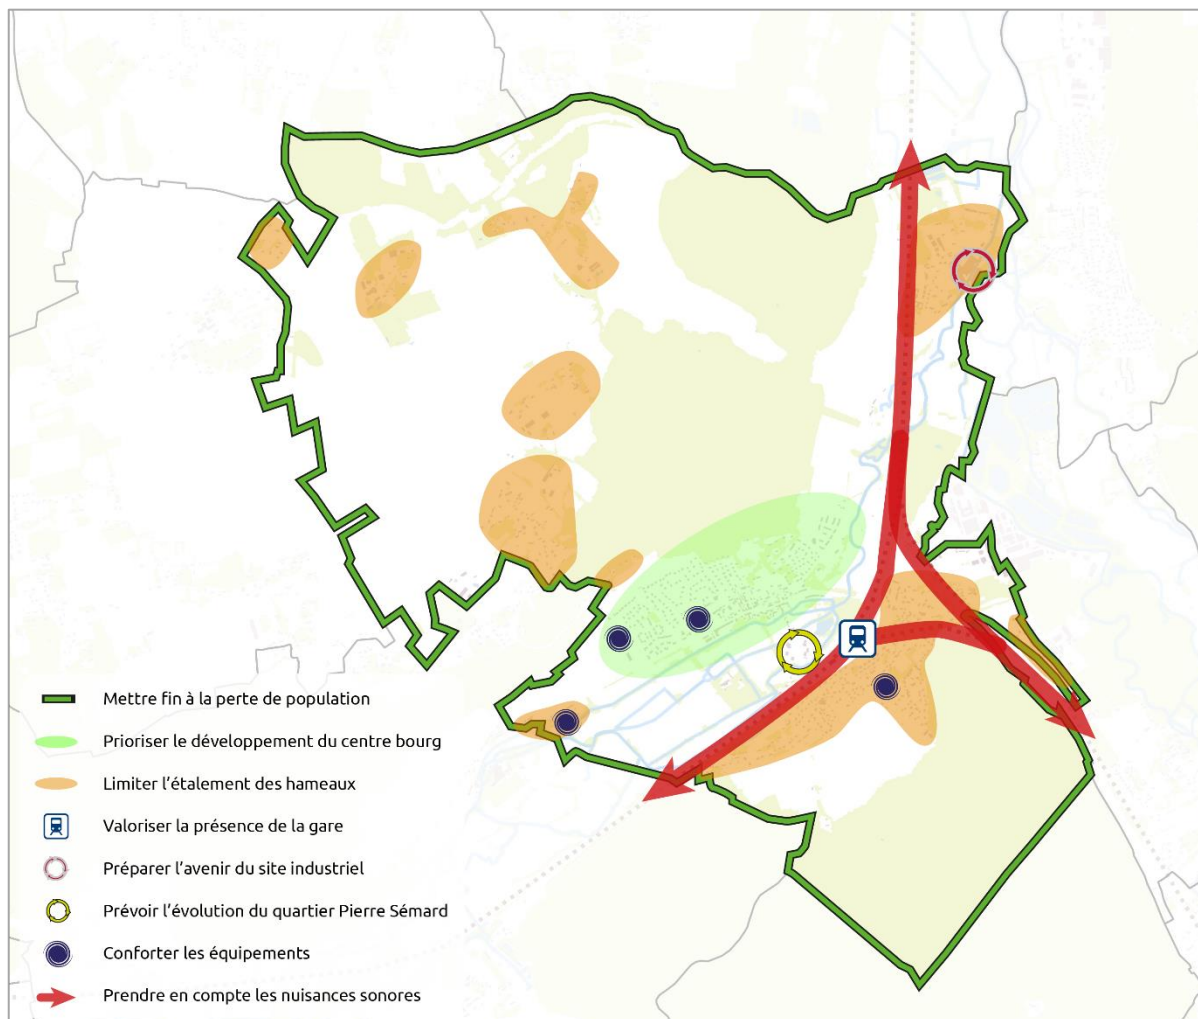 Mettre fin à la perte de population
Prioriser le développement du centre bourg
Limiter l'étalement des hameaux
Valoriser la présence de la gare
Préparer l'avenir du site industriel
Prévoir l'évolution du quartier Pierre Sémard
Conforter les équipements
Prendre en compte les nuisances sonores